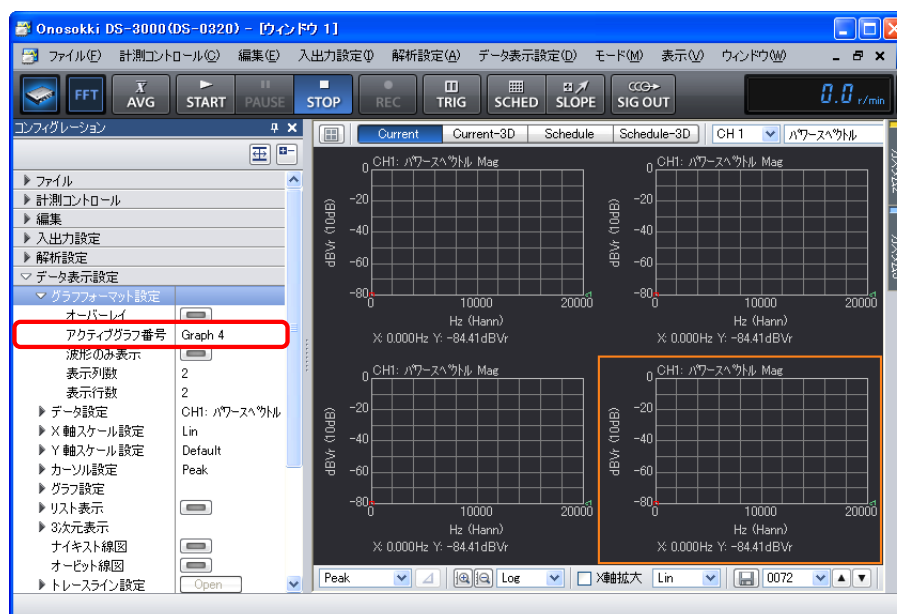 Onosokki DS-3000(DS-0320) - [ウィンドウ 1]
ファイル(F) 計測コントロール(C) 編集(E) 入出力設定(I) 解析設定(A) データ表示設定(D) モード(M) 表示(V) ウィンドウ(W)
FFT X AVG START PAUSE STOP REC TRIG SCHED SLOPE SIG OUT 0.0 r/min
コンフィグレーション
Current Current-3D Schedule Schedule-3D CH 1 パワースペクトル
ファイル
計測コントロール
編集
入出力設定
解析設定
データ表示設定
グラフフォーマット設定
オーバーレイ
アクティブグラフ番号 Graph 4
波形のみ表示
表示列数 2
表示行数 2
データ設定 CH1: パワースペクトル
X 軸スケール設定 Lin
Y 軸スケール設定 Default
カーソル設定 Peak
グラフ設定
リスト表示
3次元表示
ナイキスト線図
オービット線図
トレースライン設定 Open
CH1: パワースペクトル Mag
0
-20
-40
-60
-80
dBVr (10dB)
0 10000 20000
Hz (Hann)
X: 0.000Hz Y: -84.41dBVr
CH1: パワースペクトル Mag
0
-20
-40
-60
-80
dBVr (10dB)
0 10000 20000
Hz (Hann)
X: 0.000Hz Y: -84.41dBVr
CH1: パワースペクトル Mag
0
-20
-40
-60
-80
dBVr (10dB)
0 10000 20000
Hz (Hann)
X: 0.000Hz Y: -84.41dBVr
CH1: パワースペクトル Mag
0
-20
-40
-60
-80
dBVr (10dB)
0 10000 20000
Hz (Hann)
X: 0.000Hz Y: -84.41dBVr
Peak Log X軸拡大 Lin 0072